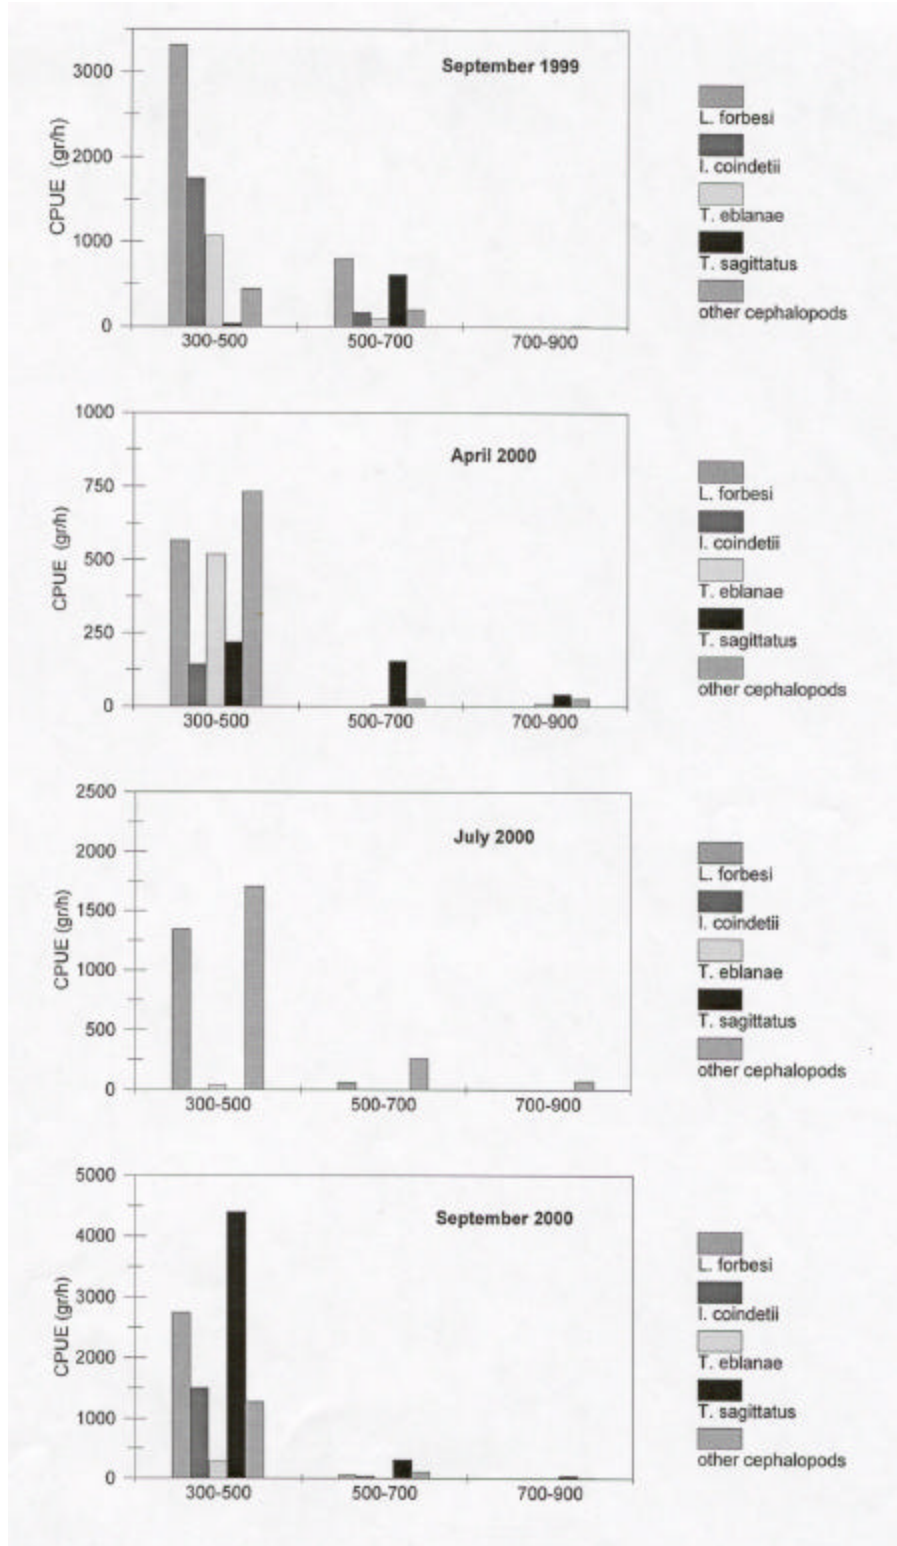 September 1999
CPUE (gr/h)
3000
2000
1000
0
300-500
500-700
700-900
L. forbesi
I. coindetii
T. eblanae
T. sagittatus
other cephalopods
April 2000
CPUE (gr/h)
1000
750
500
250
0
300-500
500-700
700-900
L. forbesi
I. coindetii
T. eblanae
T. sagittatus
other cephalopods
July 2000
CPUE (gr/h)
2500
2000
1500
1000
500
0
300-500
500-700
700-900
L. forbesi
I. coindetii
T. eblanae
T. sagittatus
other cephalopods
September 2000
CPUE (gr/h)
5000
4000
3000
2000
1000
0
300-500
500-700
700-900
L. forbesi
I. coindetii
T. eblanae
T. sagittatus
other cephalopods